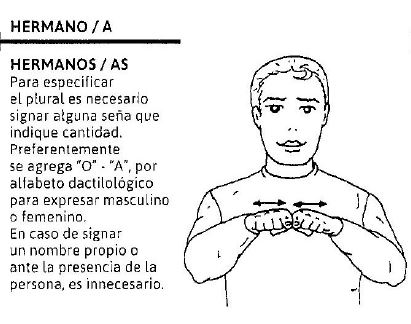 HERMANO / A
HERMANOS / AS
Para especificar
el plural es necesario
signar alguna seña que
indique cantidad.
Preferentemente
se agrega "O" - "A", por
alfabeto dactilológico
para expresar masculino
o femenino.
En caso de signar
un nombre propio o
ante la presencia de la
persona, es innecesario.